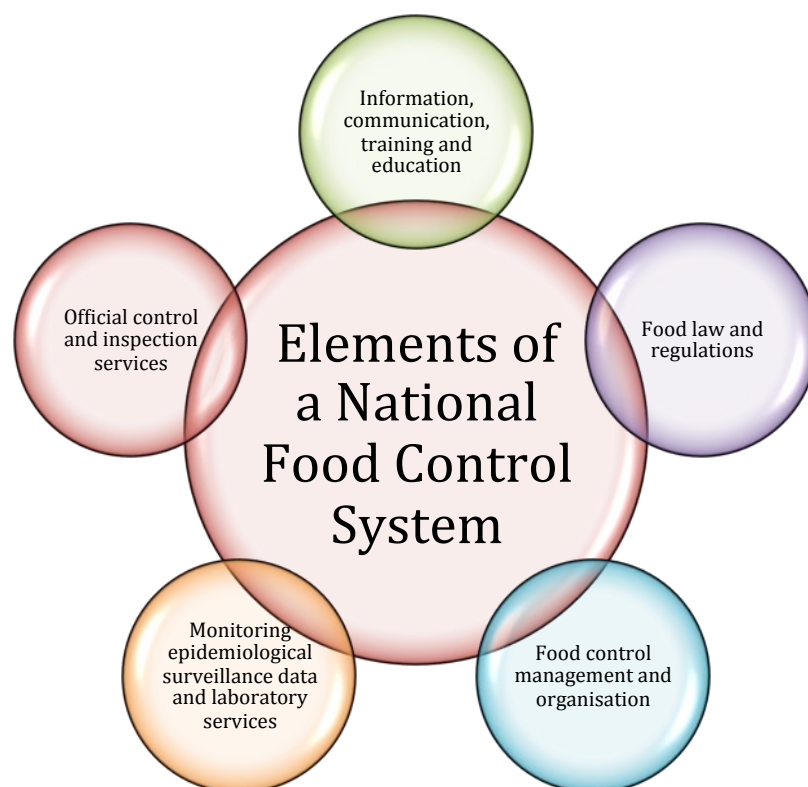 Information,
communication,
training and
education
Official control
and inspection
services
Food law and
regulations
Elements of
a National
Food Control
System
Monitoring
epidemiological
surveillance data
and laboratory
services
Food control
management and
organisation